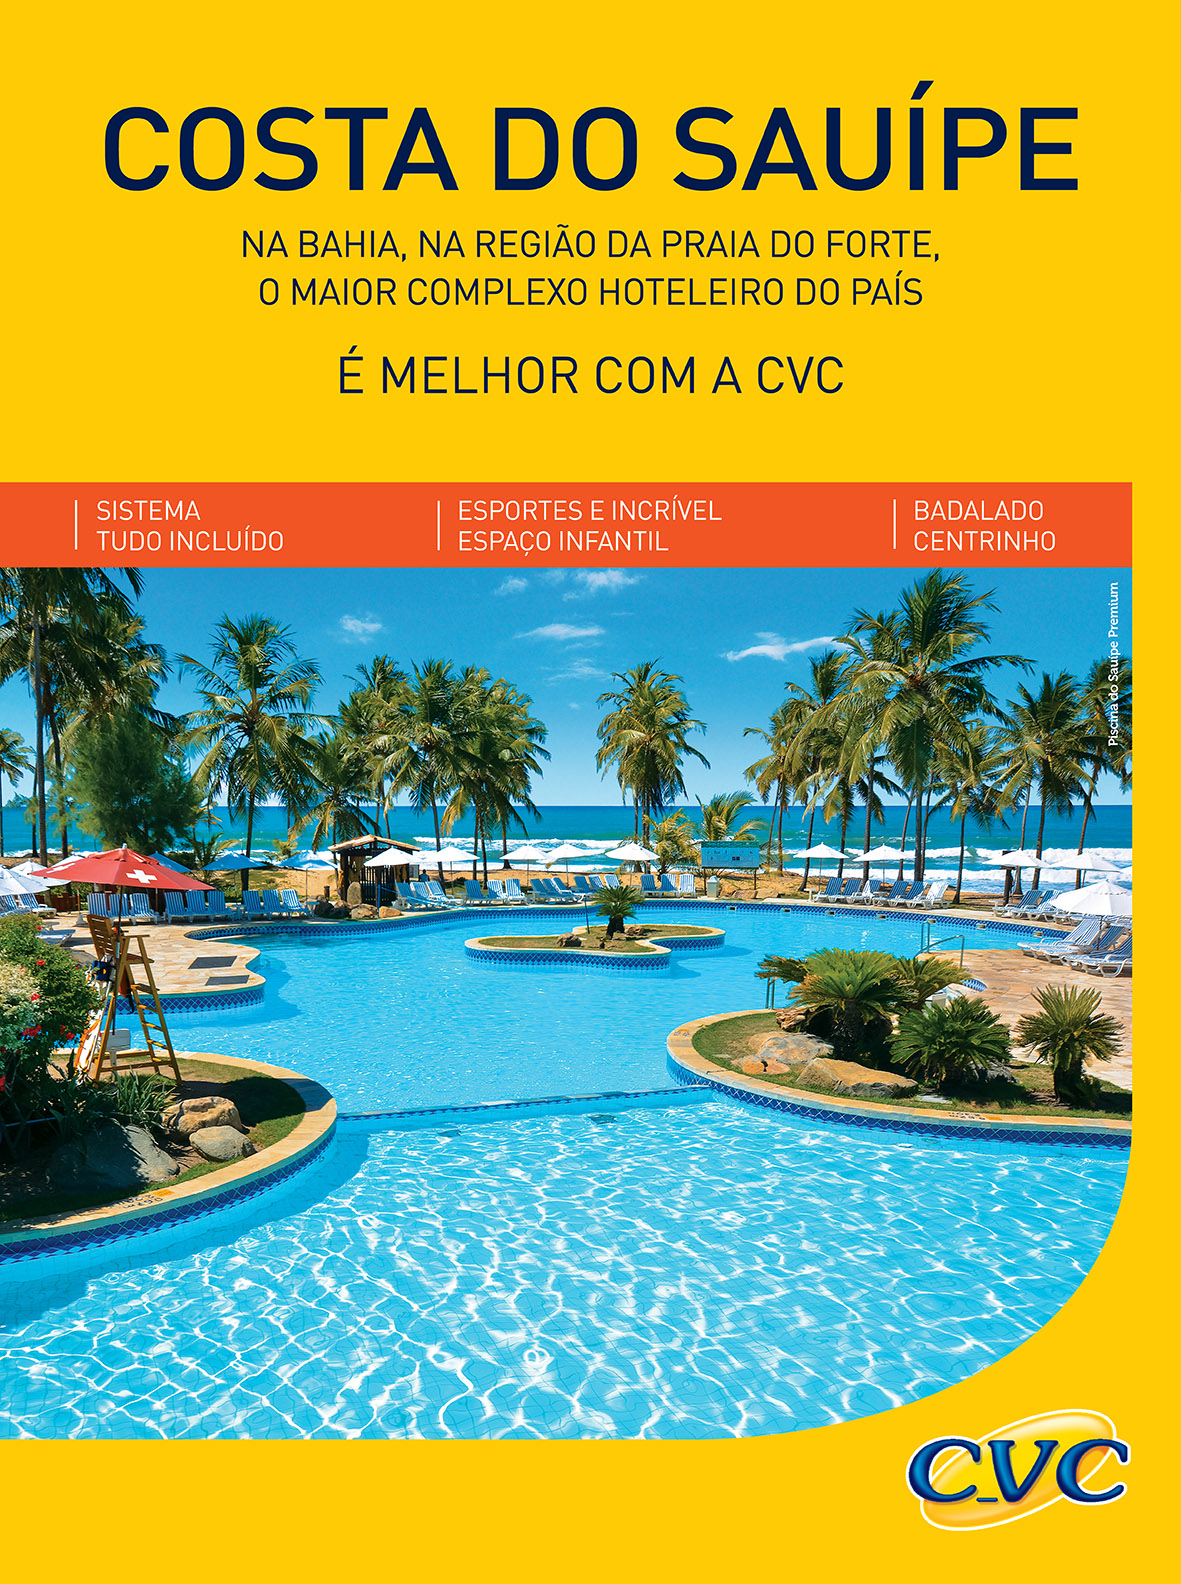 COSTA DO SAUÍPE
NA BAHIA, NA REGIÃO DA PRAIA DO FORTE,
O MAIOR COMPLEXO HOTELEIRO DO PAÍS
É MELHOR COM A CVC
SISTEMA
TUDO INCLUÍDO
ESPORTES E INCRÍVEL
ESPAÇO INFANTIL
BADALADO
CENTRINHO
Piscina do Sauípe Premium
CVC